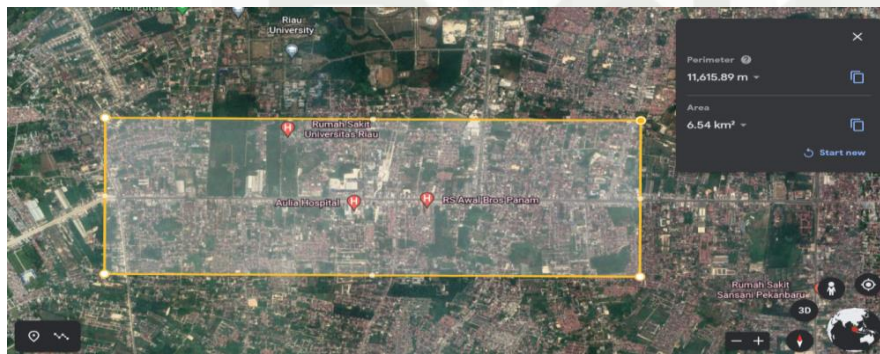 Riau
University
Perimeter
11,615.89 m
Area
6.54 km²
Start new
Rumah Sakit
Universitas Riau
Aulia Hospital
RS Awal Bros Panam
Rumah Sakit
Sansani Pekanbaru
3D